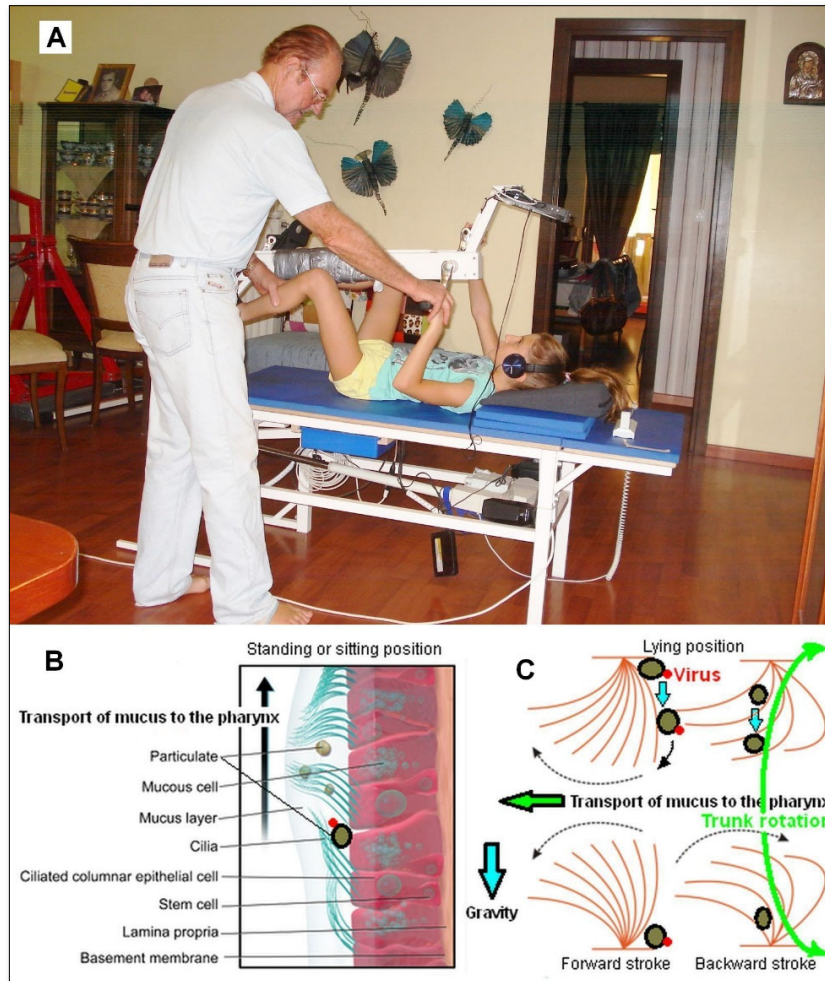 A
B
Standing or sitting position
Transport of mucus to the pharynx
Particulate
Mucous cell
Mucus layer
Cilia
Ciliated columnar epithelial cell
Stem cell
Lamina propria
Basement membrane
C
Lying position
Virus
Transport of mucus to the pharynx
Trunk rotation
Gravity
Forward stroke
Backward stroke